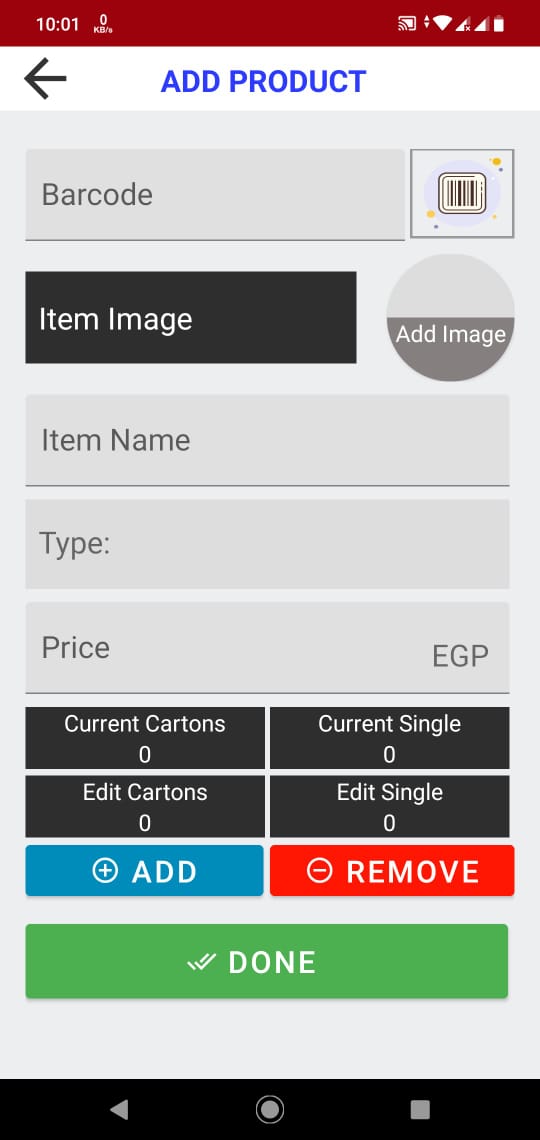 10:01 0 KB/s
ADD PRODUCT
Barcode
Item Image
Add Image
Item Name
Type:
Price EGP
Current Cartons Current Single
0 0
Edit Cartons Edit Single
0 0
ADD REMOVE
DONE